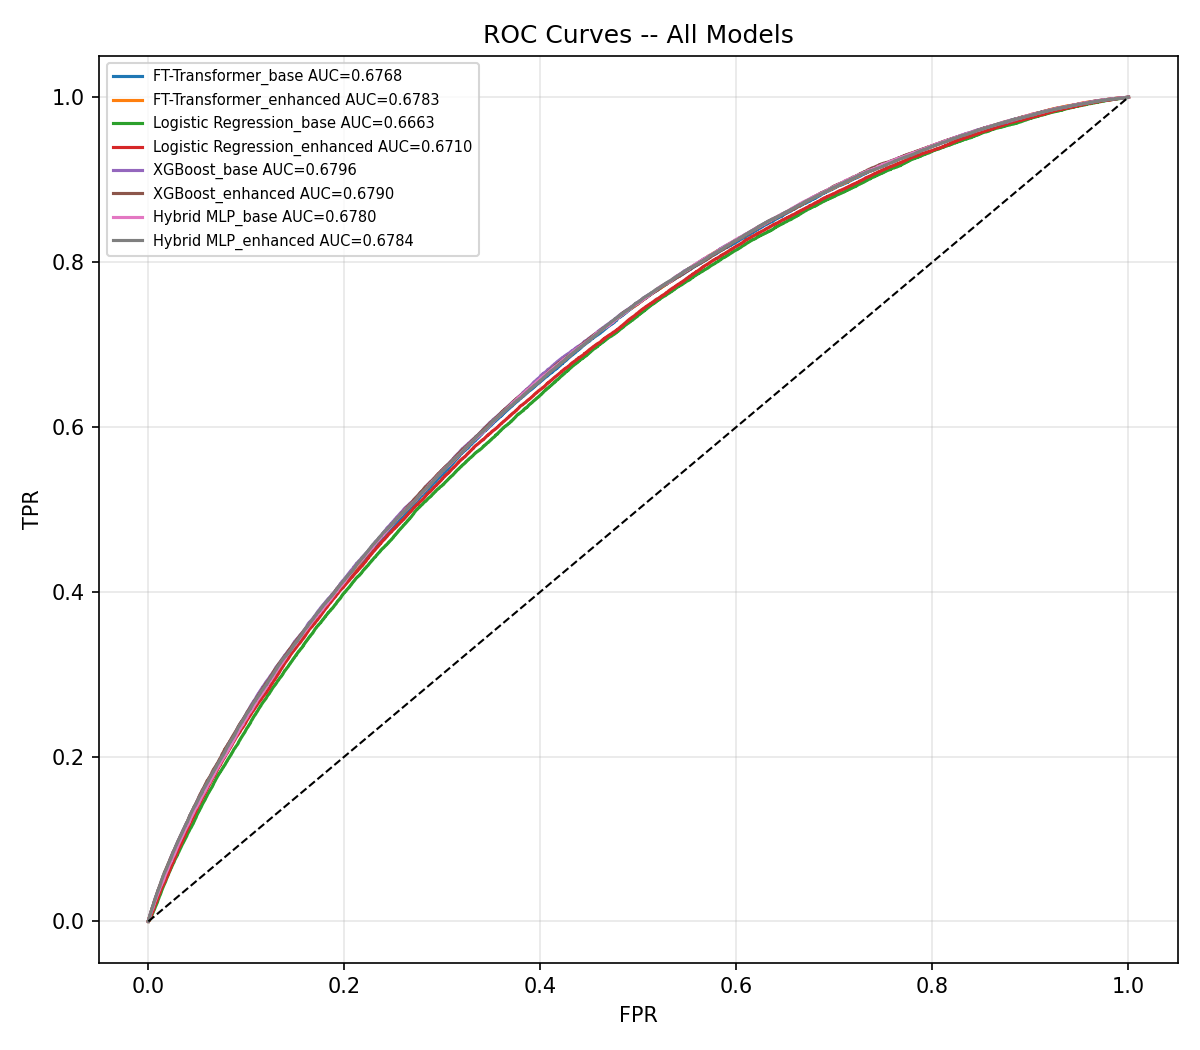 ROC Curves -- All Models
FT-Transformer_base AUC=0.6768
FT-Transformer_enhanced AUC=0.6783
Logistic Regression_base AUC=0.6663
Logistic Regression_enhanced AUC=0.6710
XGBoost_base AUC=0.6796
XGBoost_enhanced AUC=0.6790
Hybrid MLP_base AUC=0.6780
Hybrid MLP_enhanced AUC=0.6784
1.0
0.8
0.6
0.4
0.2
0.0
TPR
0.0 0.2 0.4 0.6 0.8 1.0
FPR